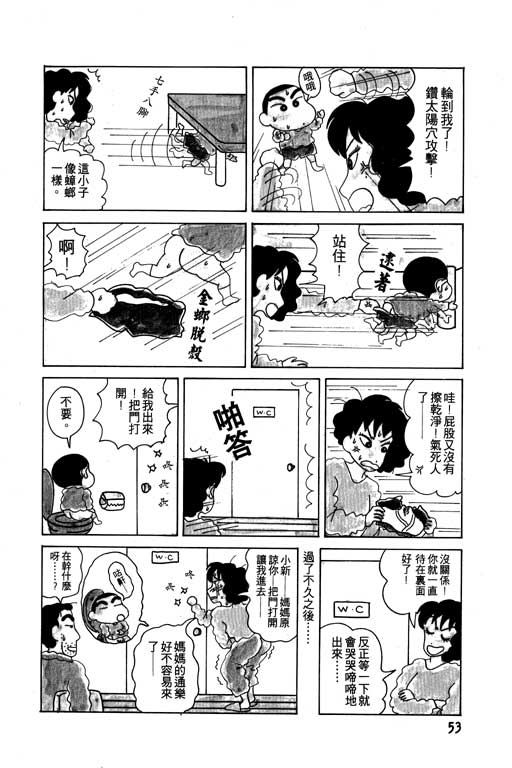 輪到我了！
鑽太陽穴攻擊！
哦哦
七手八腳
這小子
像蟑螂
一樣。
站住！
逮著
啊！
金螂脫殼
哇！屁股又沒有
擦乾淨！氣死人
了——
啪答
W·C
給我出來
！把門打
開！
不要。
沒關係！
你就一直
待在裏面
好了！
W·C
反正等一下就
會哭哭啼啼地
出來……
過了不久之後……
小新——媽媽原
諒你！把門打開
讓我進去——
W·C
媽媽的通樂
好不容易來
了
咕鼾
在幹什麼
呀……？
53